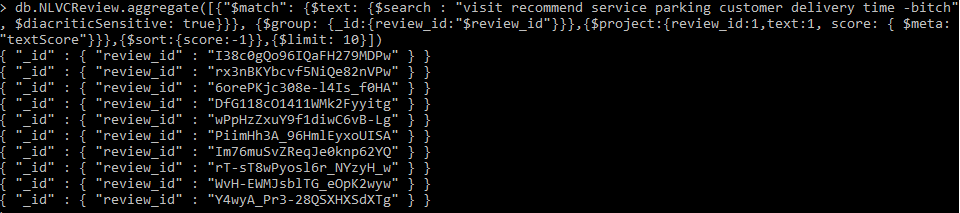 > db.NLVCReview.aggregate([{"$match": {$text: {$search : "visit recommend service parking customer delivery time -bitch"
, $diacriticSensitive: true}}}, {$group: {_id:{review_id:"$review_id"}}},{$project:{review_id:1,text:1, score: { $meta:
"textScore"}}},{$sort:{score:-1}},{$limit: 10}])
{ "_id" : { "review_id" : "I38c0gQo96IQaFH279MDPw" } }
{ "_id" : { "review_id" : "rx3nBKYbcvf5NiQe82nVPw" } }
{ "_id" : { "review_id" : "6orePKjc308e-l4Is_f0HA" } }
{ "_id" : { "review_id" : "DfG118cO1411WMk2Fyyitg" } }
{ "_id" : { "review_id" : "wPpHzZxuY9f1diwC6vB-Lg" } }
{ "_id" : { "review_id" : "PiimHh3A_96HmlEyxoUISA" } }
{ "_id" : { "review_id" : "Im76muSvZReqJe0knp62YQ" } }
{ "_id" : { "review_id" : "rT-sT8wPyosl6r_NYzyH_w" } }
{ "_id" : { "review_id" : "WvH-EWMJsblTG_eOpK2wyw" } }
{ "_id" : { "review_id" : "Y4wyA_Pr3-28QSXHXSdXTg" } }